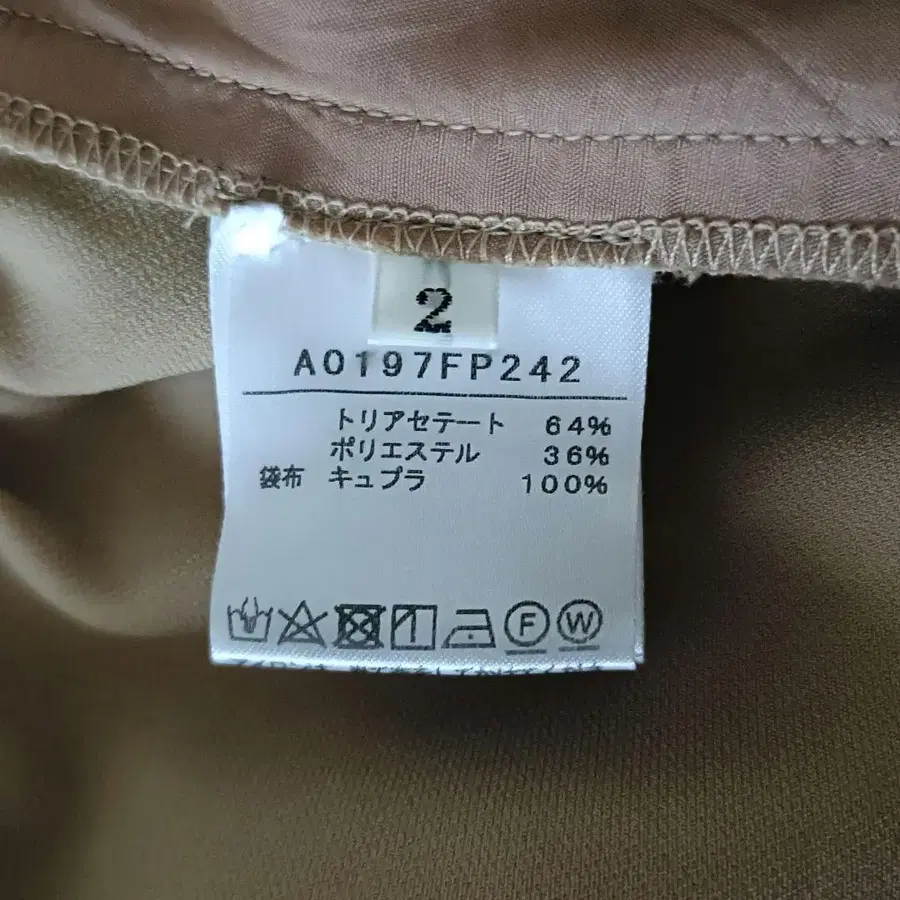 2
A0197FP242
トリアセテート 64%
ポリエステル 36%
袋布 キュプラ 100%
F W